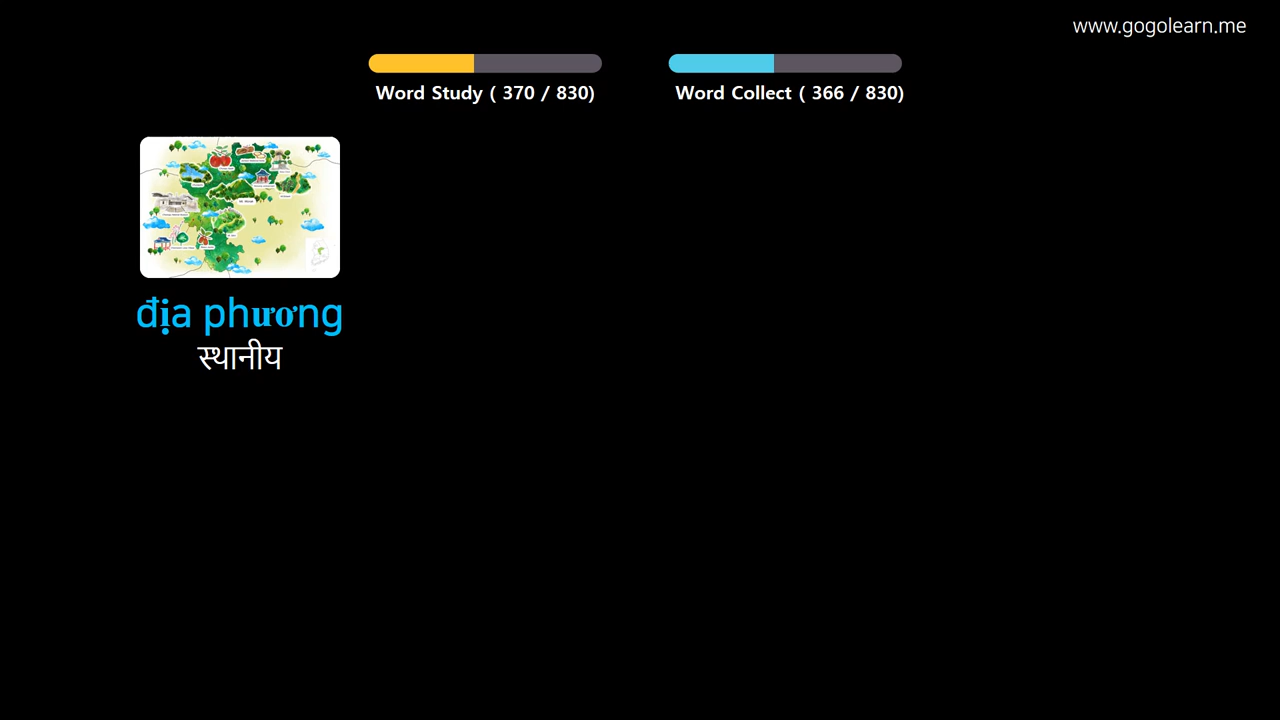 www.gogolearn.me
Word Study ( 370 / 830)
Word Collect ( 366 / 830)
địa phương
स्थानीय